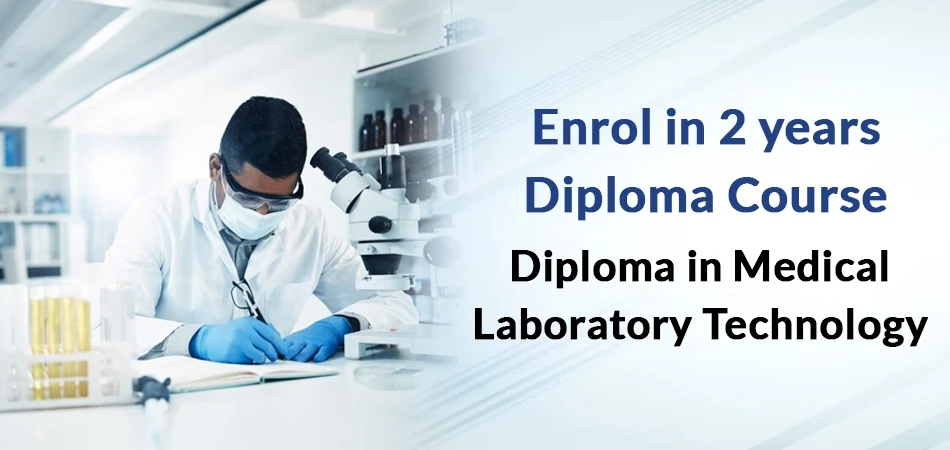 Enrol in 2 years
Diploma Course
Diploma in Medical
Laboratory Technology